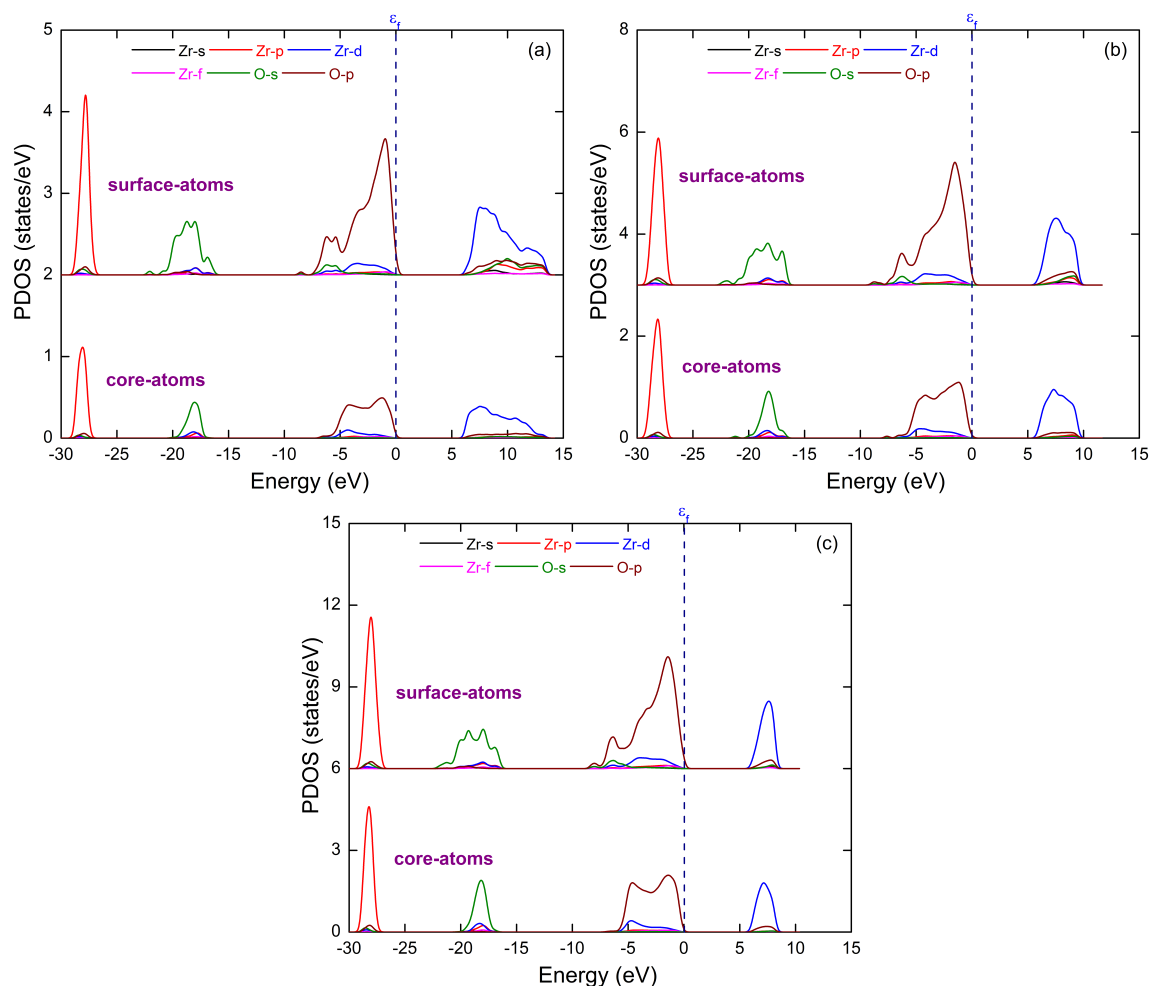 εf
5
Zr-s Zr-p Zr-d (a)
Zr-f O-s O-p
4
3
surface-atoms
2
1
core-atoms
0
-30 -25 -20 -15 -10 -5 0 5 10 15
Energy (eV)
PDOS (states/eV)
εf
8
Zr-s Zr-p Zr-d (b)
Zr-f O-s O-p
6
surface-atoms
4
2
core-atoms
0
-30 -25 -20 -15 -10 -5 0 5 10 15
Energy (eV)
PDOS (states/eV)
εf
15
Zr-s Zr-p Zr-d (c)
Zr-f O-s O-p
12
9
surface-atoms
6
3
core-atoms
0
-30 -25 -20 -15 -10 -5 0 5 10 15
Energy (eV)
PDOS (states/eV)